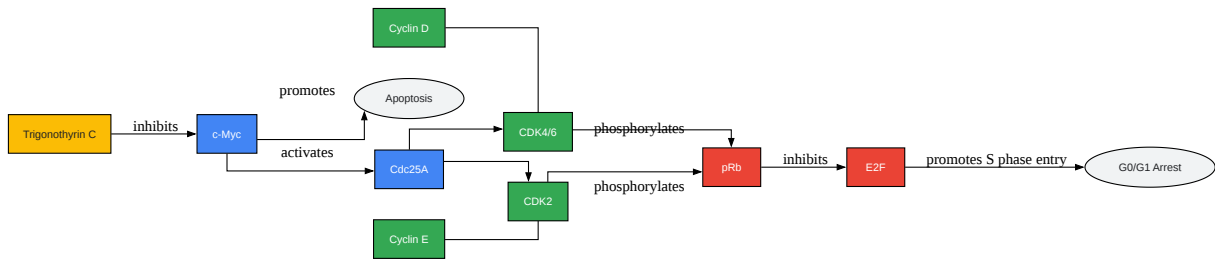 Cyclin D
promotes
Apoptosis
Trigonothyrin C
inhibits
c-Myc
activates
Cdc25A
CDK4/6
phosphorylates
CDK2
phosphorylates
Cyclin E
pRb
inhibits
E2F
promotes S phase entry
G0/G1 Arrest